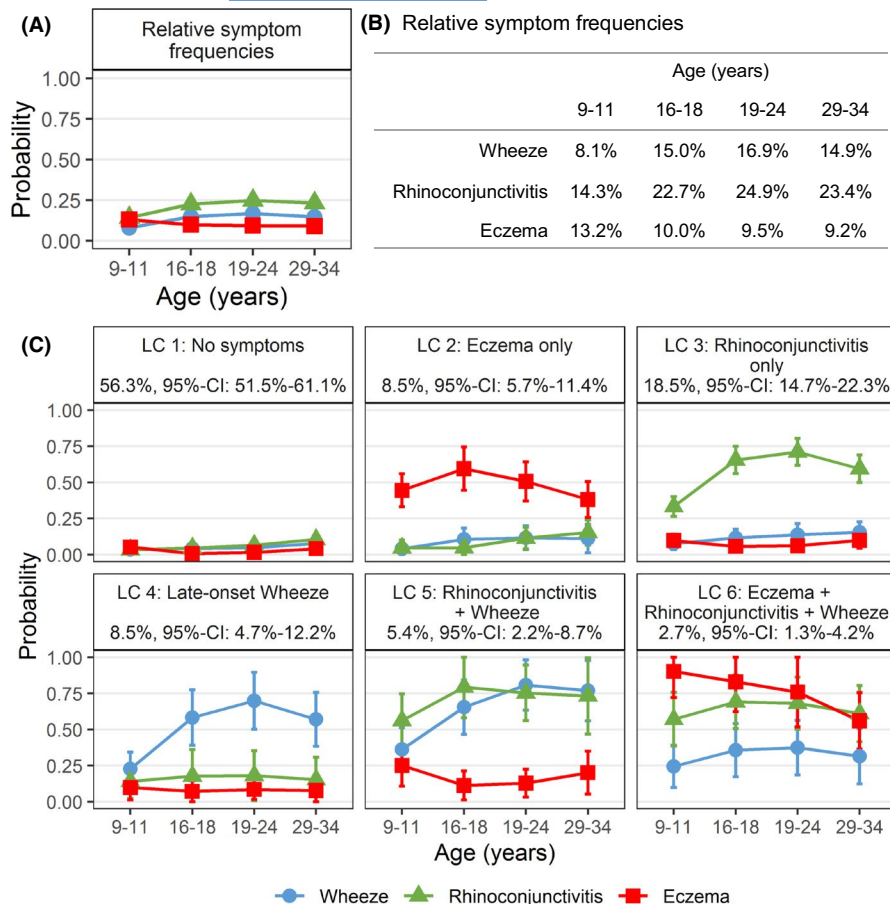 (A)
Relative symptom
frequencies
Probability
1.00
0.75
0.50
0.25
0.00
9-11 16-18 19-24 29-34
Age (years)
(B) Relative symptom frequencies
Age (years)
9-11 16-18 19-24 29-34
Wheeze 8.1% 15.0% 16.9% 14.9%
Rhinoconjunctivitis 14.3% 22.7% 24.9% 23.4%
Eczema 13.2% 10.0% 9.5% 9.2%
(C)
LC 1: No symptoms
56.3%, 95%-CI: 51.5%-61.1%
LC 2: Eczema only
8.5%, 95%-CI: 5.7%-11.4%
LC 3: Rhinoconjunctivitis
only
18.5%, 95%-CI: 14.7%-22.3%
1.00
0.75
0.50
0.25
0.00
LC 4: Late-onset Wheeze
8.5%, 95%-CI: 4.7%-12.2%
LC 5: Rhinoconjunctivitis
+ Wheeze
5.4%, 95%-CI: 2.2%-8.7%
LC 6: Eczema +
Rhinoconjunctivitis + Wheeze
2.7%, 95%-CI: 1.3%-4.2%
Probability
1.00
0.75
0.50
0.25
0.00
9-11 16-18 19-24 29-34
9-11 16-18 19-24 29-34
9-11 16-18 19-24 29-34
Age (years)
Wheeze Rhinoconjunctivitis Eczema